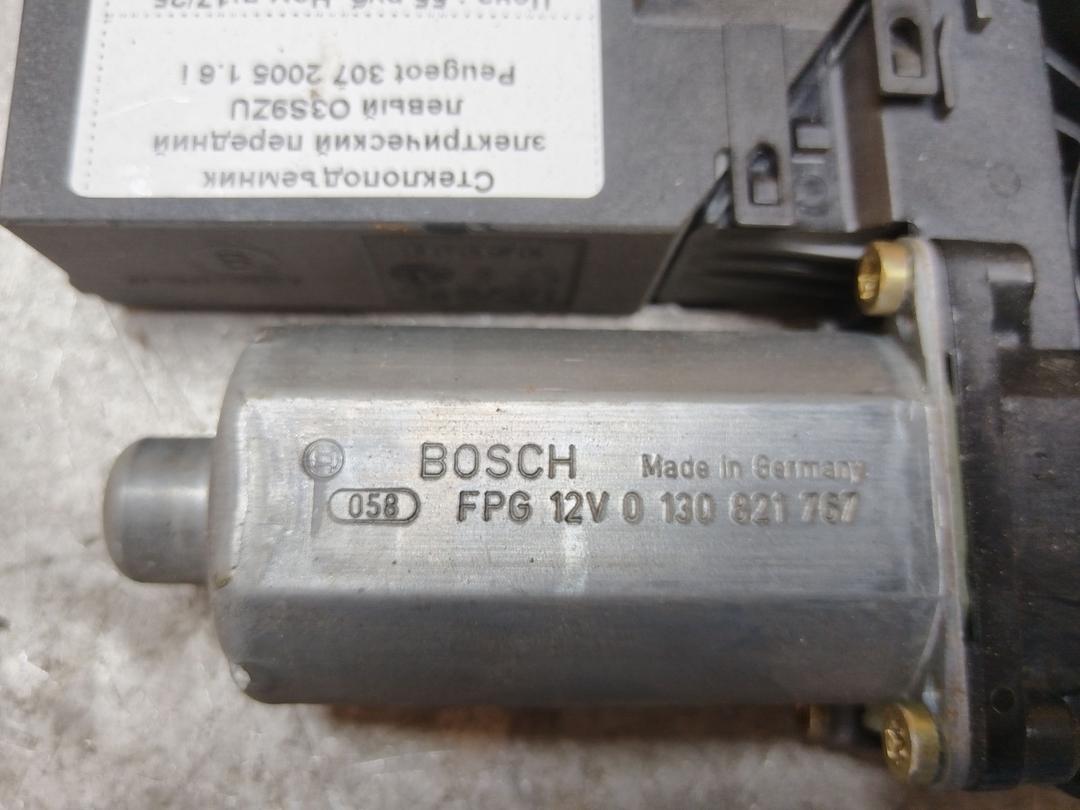 Стеклоподъемник
электрический передний
левый O3S9ZU
Peugeot 307 2005 1.6 i
BOSCH Made in Germany
058 FPG 12V 0 130 821 767